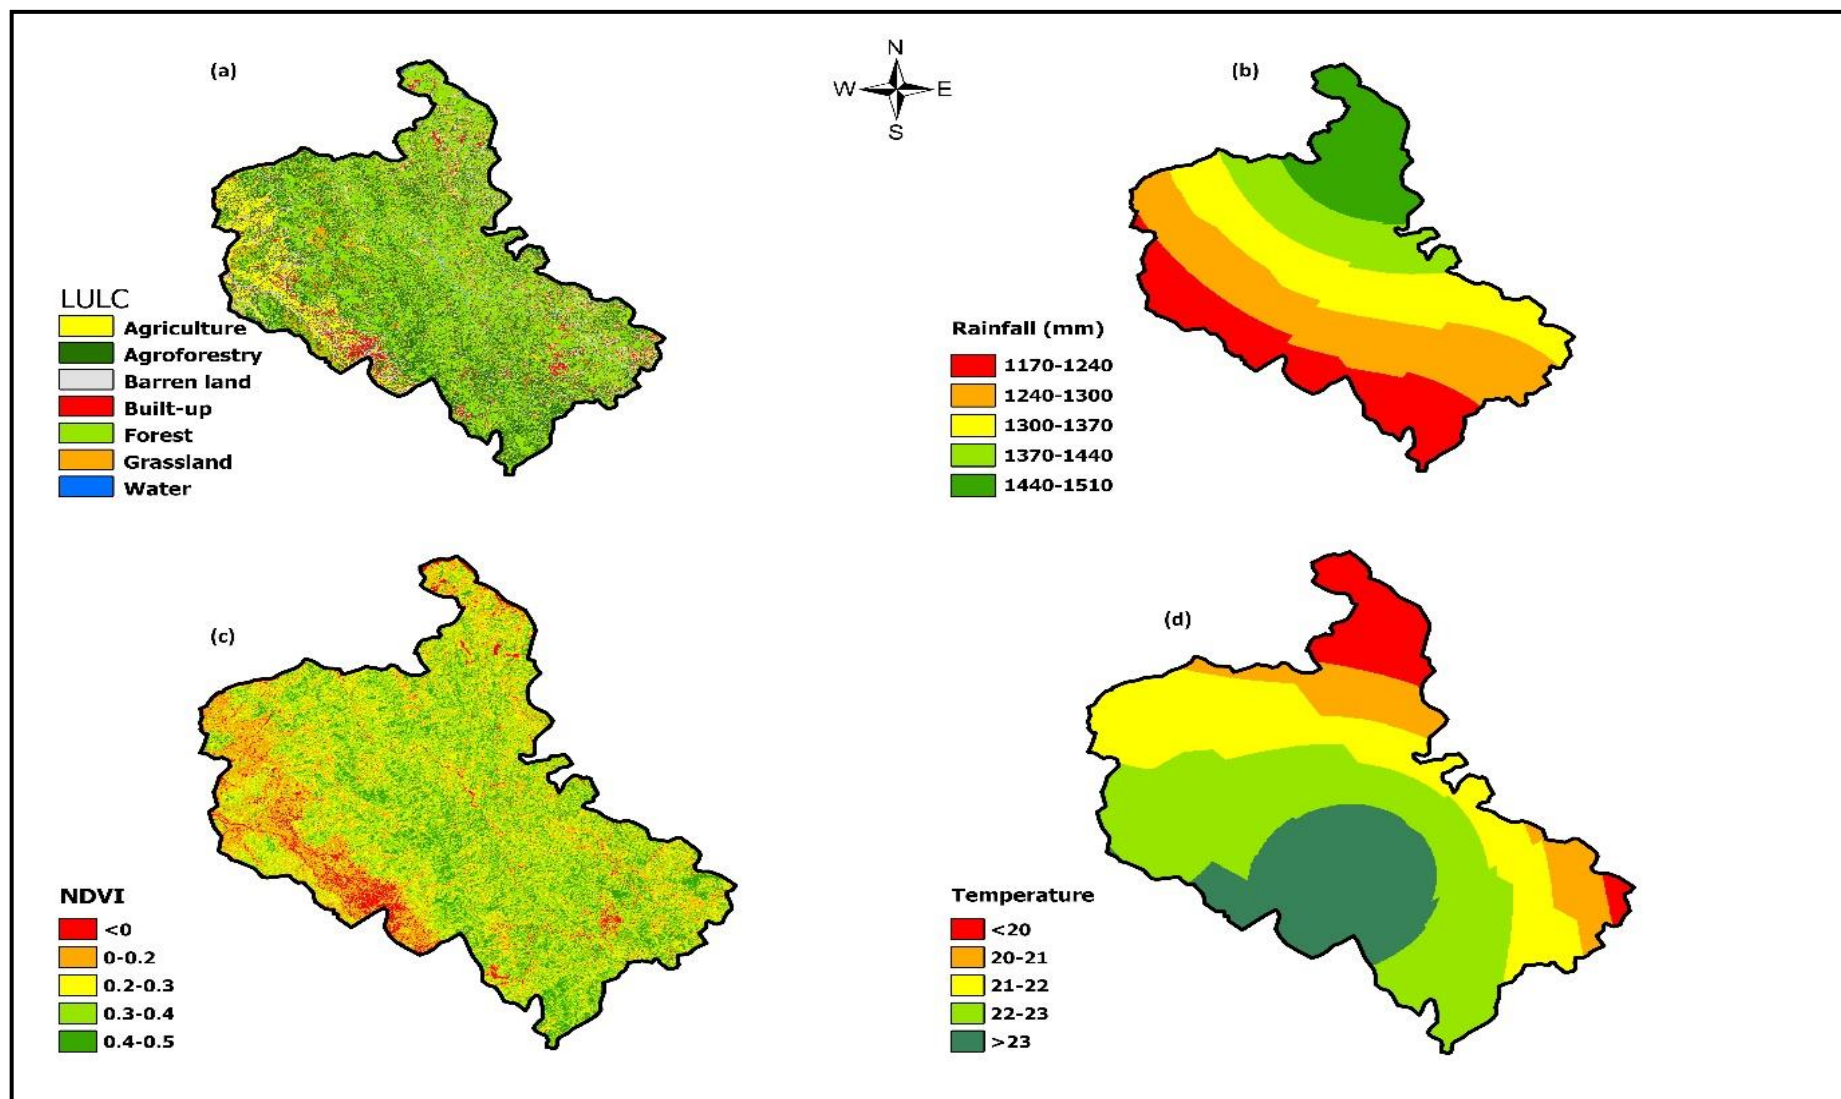 (a)
N
W E
S
(b)
LULC
Agriculture
Agroforestry
Barren land
Built-up
Forest
Grassland
Water
Rainfall (mm)
1170-1240
1240-1300
1300-1370
1370-1440
1440-1510
(c)
(d)
NDVI
<0
0-0.2
0.2-0.3
0.3-0.4
0.4-0.5
Temperature
<20
20-21
21-22
22-23
>23